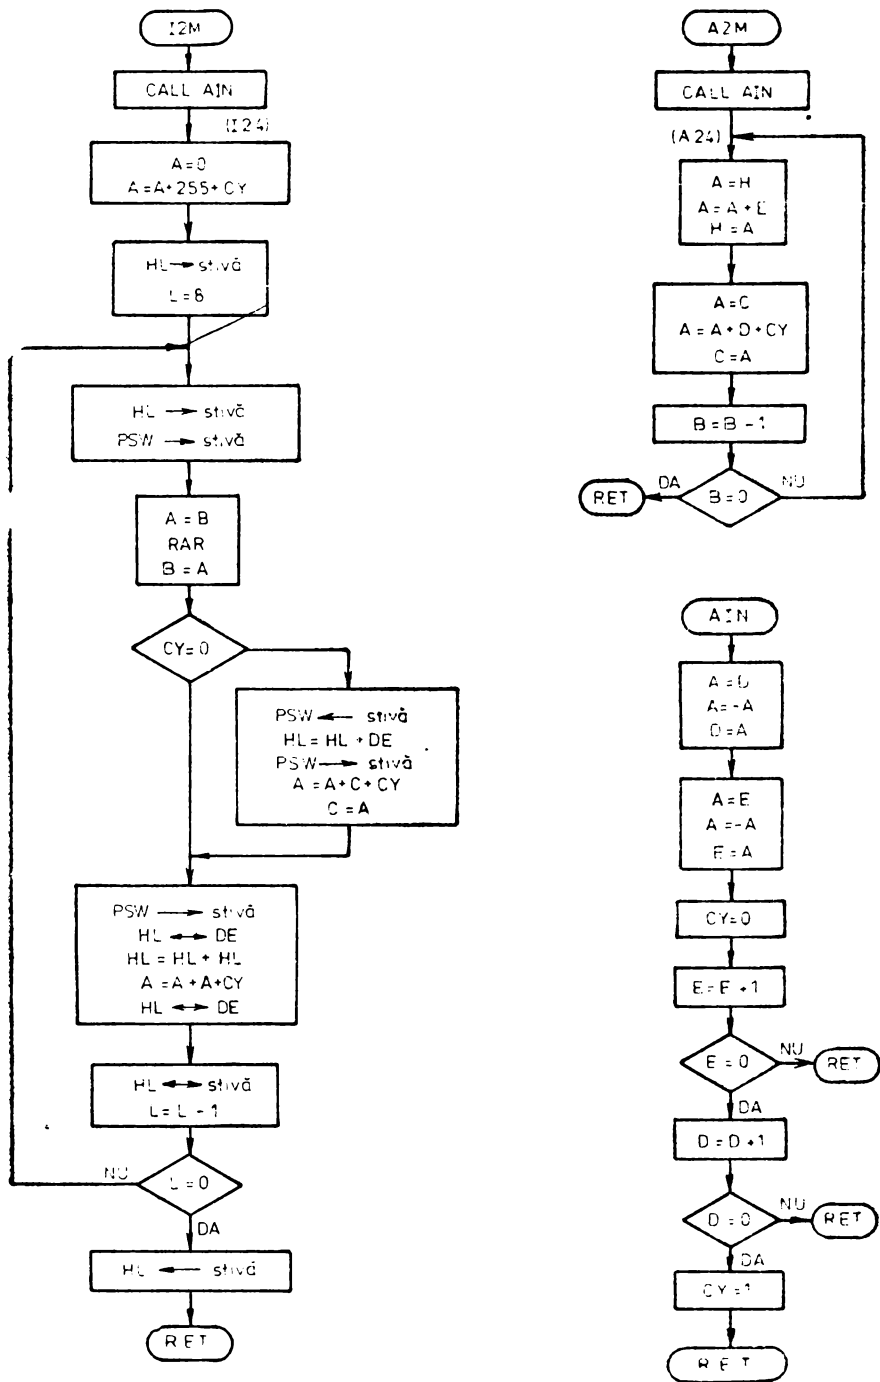 I2M
CALL AIN
(I24)
A=0
A=A+255+CY
HL → stivă
L=8
HL → stivă
PSW → stivă
A=B
RAR
B=A
CY=0
PSW ← stivă
HL=HL+DE
PSW → stivă
A=A+C+CY
C=A
PSW → stivă
HL ↔ DE
HL=HL+HL
A=A+A+CY
HL ↔ DE
HL ↔ stivă
L=L-1
NU
L=0
DA
HL ← stivă
RET
A2M
CALL AIN
(A24)
A=H
A=A+E
H=A
A=C
A=A+D+CY
C=A
B=B-1
RET
DA
B=0
NU
AIN
A=D
A=-A
D=A
A=E
A=-A
E=A
CY=0
E=E+1
E=0
NU
RET
DA
D=D+1
D=0
NU
RET
DA
CY=1
RET